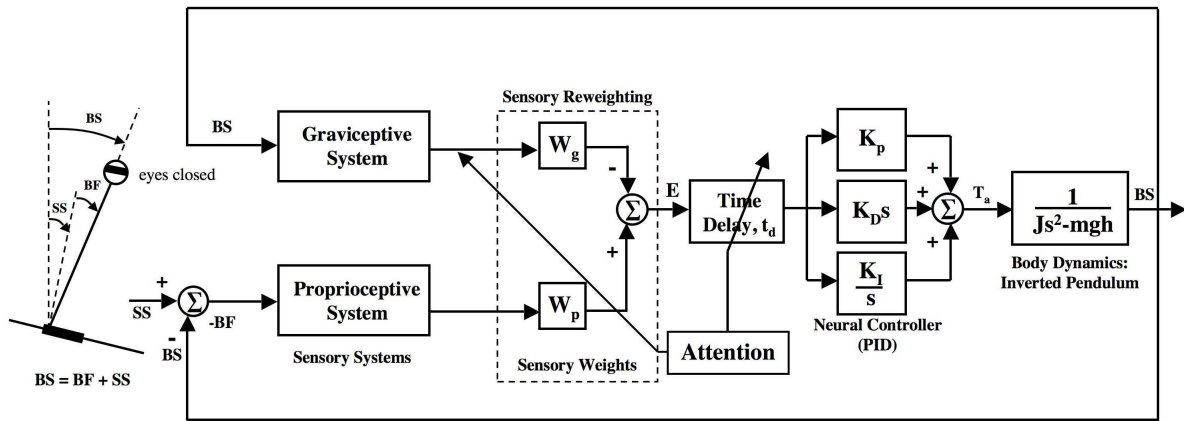 BS
BF
SS
eyes closed
BS = BF + SS
BS
Graviceptive
System
+
SS
Σ
-
BS
-BF
Proprioceptive
System
Sensory Systems
Sensory Reweighting
W_g
-
Σ
+
W_p
Sensory Weights
E
Time
Delay, t_d
Attention
K_p
K_D s
K_I
s
+
+
+
Σ
Neural Controller
(PID)
T_a
1
Js²-mgh
BS
Body Dynamics:
Inverted Pendulum